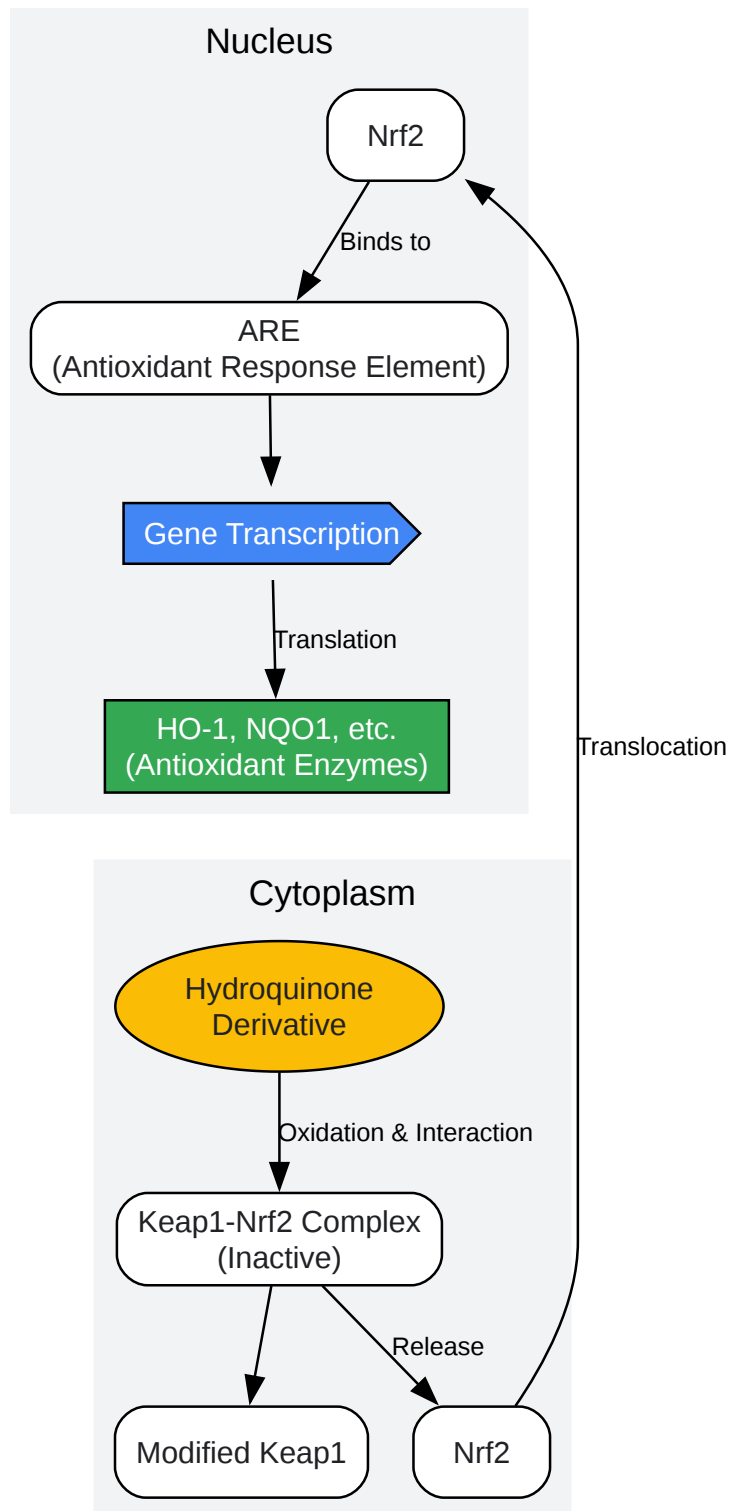 Nucleus
Nrf2
Binds to
ARE
(Antioxidant Response Element)
Gene Transcription
Translation
HO-1, NQO1, etc.
(Antioxidant Enzymes)
Translocation
Cytoplasm
Hydroquinone
Derivative
Oxidation & Interaction
Keap1-Nrf2 Complex
(Inactive)
Release
Modified Keap1
Nrf2